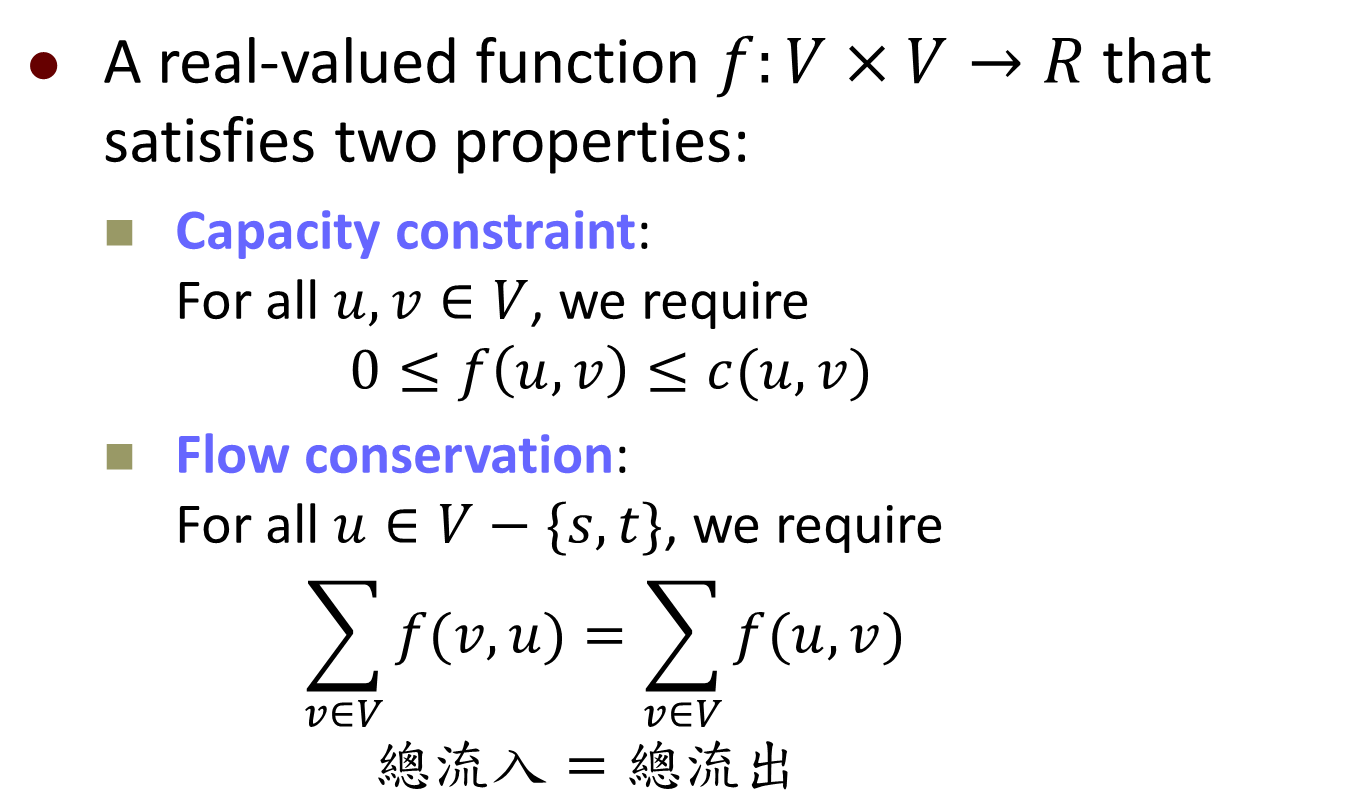 ● A real-valued function 𝑓: 𝑉 × 𝑉 → 𝑅 that
satisfies two properties:
■ Capacity constraint:
For all 𝑢, 𝑣 ∈ 𝑉, we require
0 ≤ 𝑓(𝑢, 𝑣) ≤ 𝑐(𝑢, 𝑣)
■ Flow conservation:
For all 𝑢 ∈ 𝑉 − {𝑠, 𝑡}, we require
∑ 𝑓(𝑣, 𝑢) = ∑ 𝑓(𝑢, 𝑣)
𝑣∈𝑉 𝑣∈𝑉
總流入 = 總流出